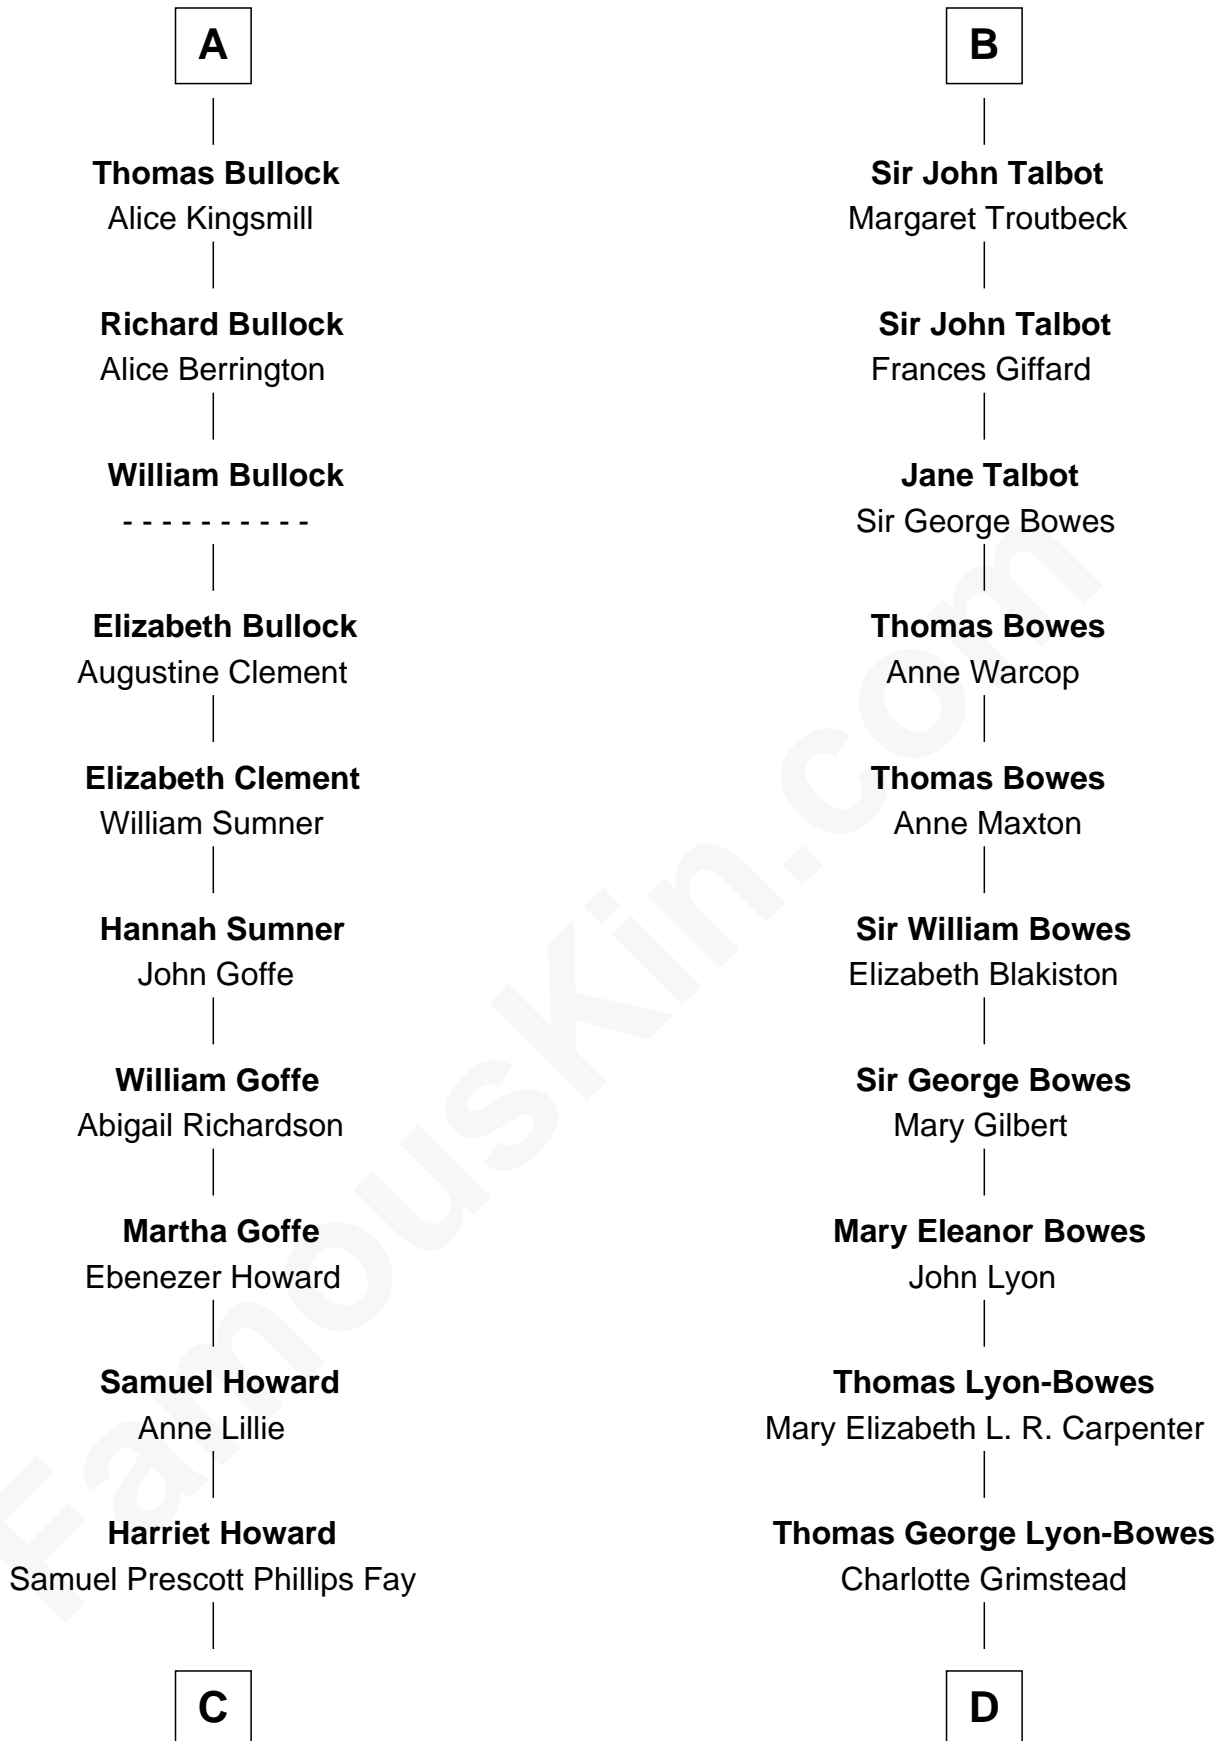 A
Thomas Bullock
Alice Kingsmill
Richard Bullock
Alice Berrington
William Bullock
- - - - - - - - - -
Elizabeth Bullock
Augustine Clement
Elizabeth Clement
William Sumner
Hannah Sumner
John Goffe
William Goffe
Abigail Richardson
Martha Goffe
Ebenezer Howard
Samuel Howard
Anne Lillie
Harriet Howard
Samuel Prescott Phillips Fay
C
B
Sir John Talbot
Margaret Troutbeck
Sir John Talbot
Frances Giffard
Jane Talbot
Sir George Bowes
Thomas Bowes
Anne Warcop
Thomas Bowes
Anne Maxton
Sir William Bowes
Elizabeth Blakiston
Sir George Bowes
Mary Gilbert
Mary Eleanor Bowes
John Lyon
Thomas Lyon-Bowes
Mary Elizabeth L. R. Carpenter
Thomas George Lyon-Bowes
Charlotte Grimstead
D
FamousKin.com